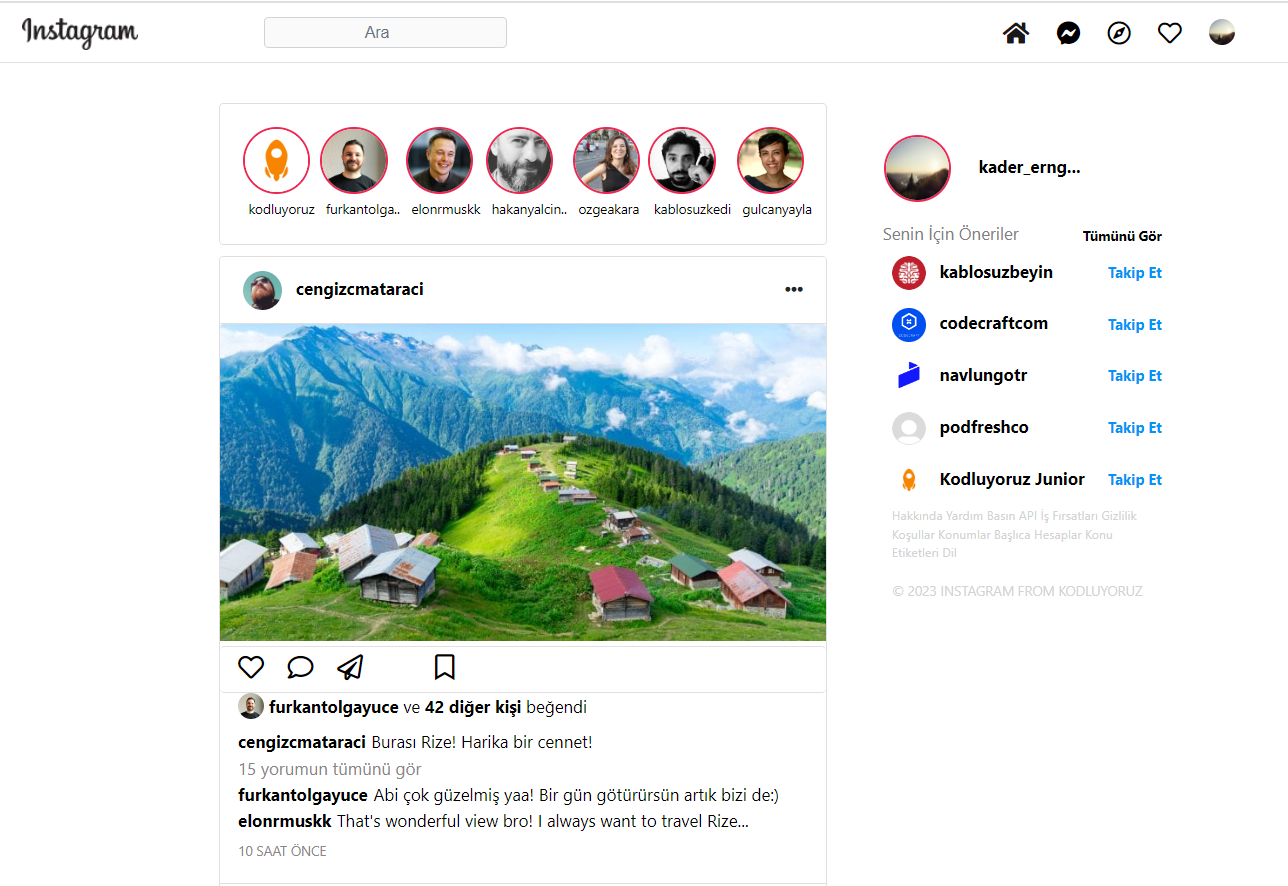 Instagram
Ara
kodluyoruz furkantolga.. elonrmuskk hakanyalcin.. ozgeakara kablosuzkedi gulcanyayla
cengizcmataraci
furkantolgayuce ve 42 diğer kişi beğendi
cengizcmataraci Burası Rize! Harika bir cennet!
15 yorumun tümünü gör
furkantolgayuce Abi çok güzelmiş yaa! Bir gün götürürsün artık bizi de:)
elonrmuskk That's wonderful view bro! I always want to travel Rize...
10 SAAT ÖNCE
kader_erng...
Senin İçin Öneriler Tümünü Gör
kablosuzbeyin Takip Et
codecraftcom Takip Et
navlungotr Takip Et
podfreshco Takip Et
Kodluyoruz Junior Takip Et
Hakkında Yardım Basın API İş Fırsatları Gizlilik
Koşullar Konumlar Başlıca Hesaplar Konu
Etiketleri Dil
© 2023 INSTAGRAM FROM KODLUYORUZ